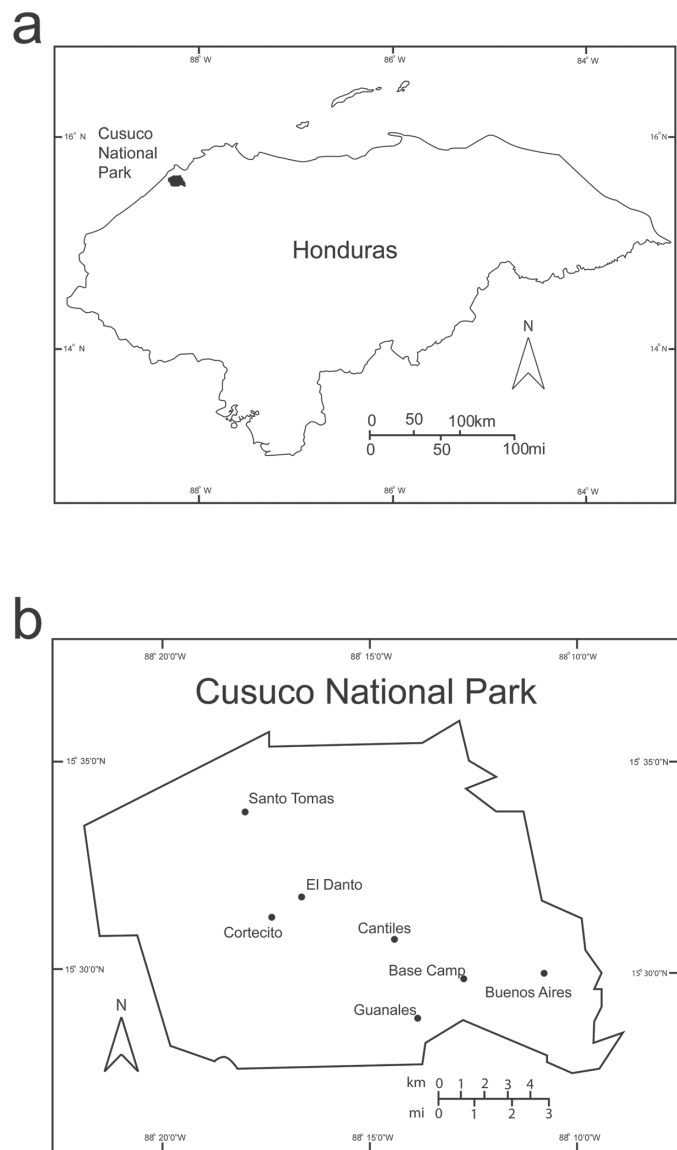 a
88° W 86° W 84° W
16° N
16° N
Cusuco
National
Park
Honduras
N
14° N
14° N
0 50 100km
0 50 100mi
88° W 86° W 84° W
b
88° 20'0"W 88° 15'0"W 88° 10'0"W
Cusuco National Park
15° 35'0"N
15° 35'0"N
Santo Tomas
El Danto
Cortecito
Cantiles
Base Camp
15° 30'0"N
15° 30'0"N
Buenos Aires
Guanales
N
km 0 1 2 3 4
mi 0 1 2 3
88° 20'0"W 88° 15'0"W 88° 10'0"W